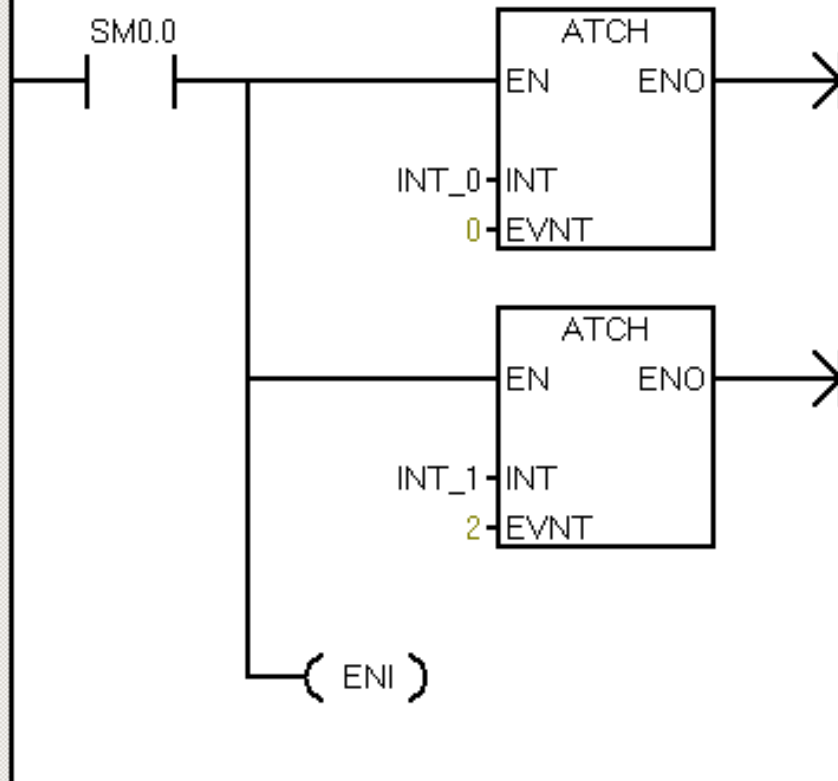 SM0.0
ATCH
EN ENO
INT_0 INT
0 EVNT
ATCH
EN ENO
INT_1 INT
2 EVNT
ENI